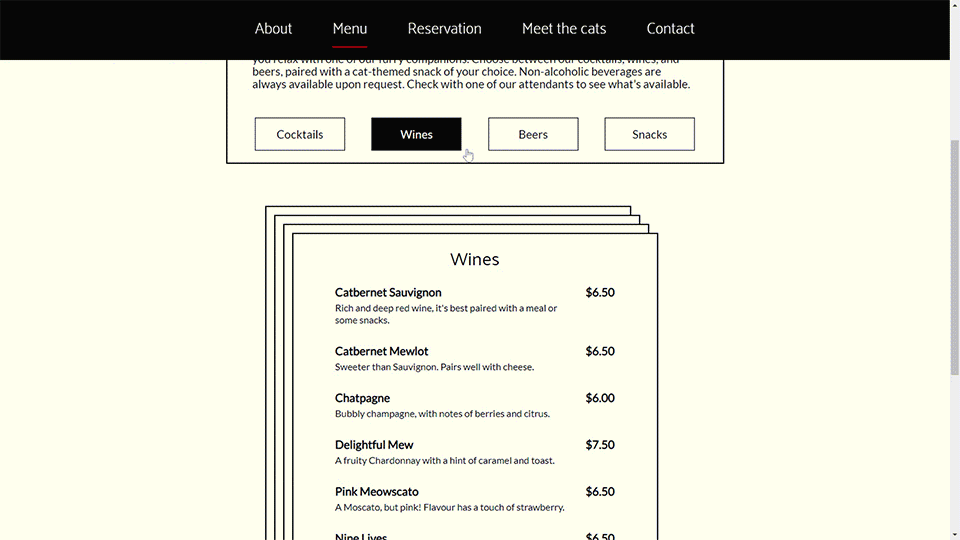 About Menu Reservation Meet the cats Contact
you relax with one of our furry companions. Choose between our cocktails, wines, and
beers, paired with a cat-themed snack of your choice. Non-alcoholic beverages are
always available upon request. Check with one of our attendants to see what's available.
Cocktails Wines Beers Snacks
Wines
Catbernet Sauvignon $6.50
Rich and deep red wine, it's best paired with a meal or
some snacks.
Catbernet Mewlot $6.50
Sweeter than Sauvignon. Pairs well with cheese.
Chatpagne $6.00
Bubbly champagne, with notes of berries and citrus.
Delightful Mew $7.50
A fruity Chardonnay with a hint of caramel and toast.
Pink Meowscato $6.50
A Moscato, but pink! Flavour has a touch of strawberry.
Nine Lives $6.50